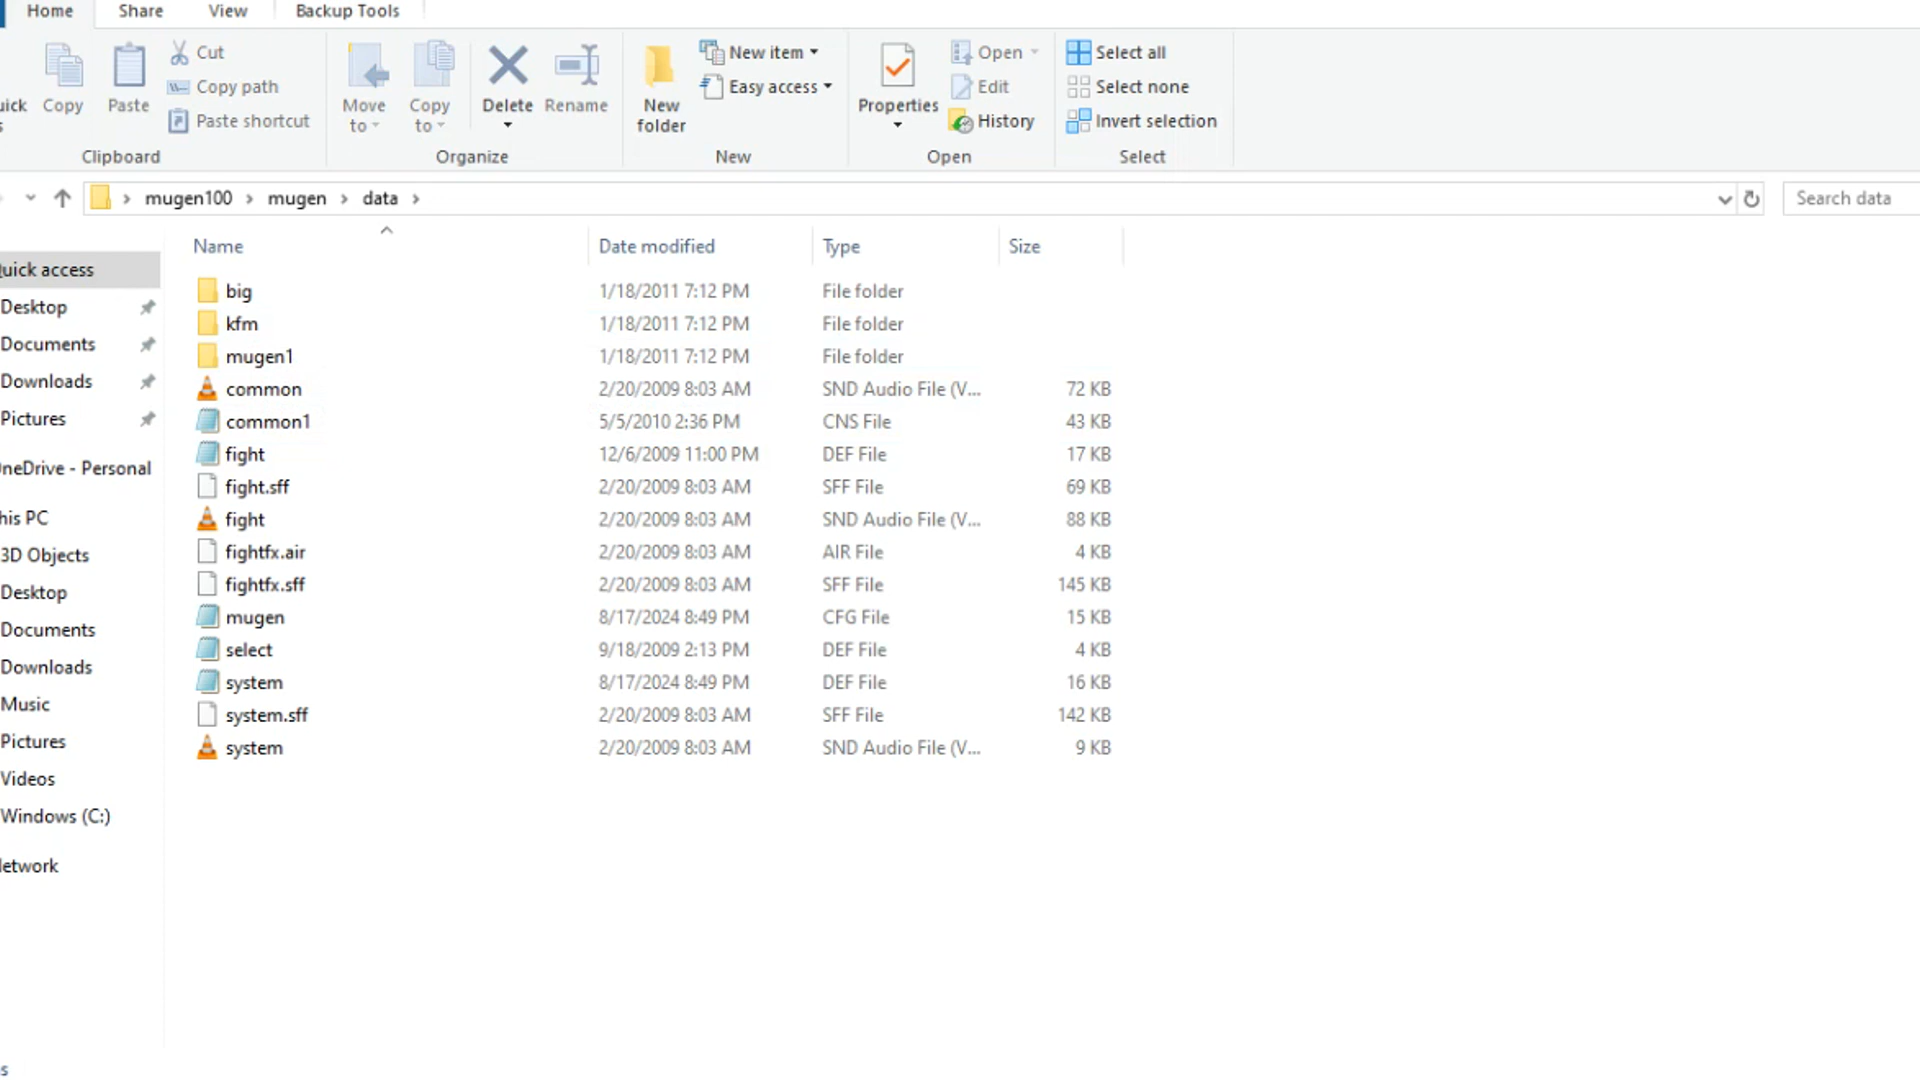 Home Share View Backup Tools
Cut
Copy path
Paste shortcut
Copy Paste
Move to
Copy to
Delete Rename
New folder
New item
Easy access
Properties
Open
Edit
History
Select all
Select none
Invert selection
Clipboard Organize New Open Select
mugen100 > mugen > data >
Search data
Name Date modified Type Size
big 1/18/2011 7:12 PM File folder
kfm 1/18/2011 7:12 PM File folder
mugen1 1/18/2011 7:12 PM File folder
common 2/20/2009 8:03 AM SND Audio File (V... 72 KB
common1 5/5/2010 2:36 PM CNS File 43 KB
fight 12/6/2009 11:00 PM DEF File 17 KB
fight.sff 2/20/2009 8:03 AM SFF File 69 KB
fight 2/20/2009 8:03 AM SND Audio File (V... 88 KB
fightfx.air 2/20/2009 8:03 AM AIR File 4 KB
fightfx.sff 2/20/2009 8:03 AM SFF File 145 KB
mugen 8/17/2024 8:49 PM CFG File 15 KB
select 9/18/2009 2:13 PM DEF File 4 KB
system 8/17/2024 8:49 PM DEF File 16 KB
system.sff 2/20/2009 8:03 AM SFF File 142 KB
system 2/20/2009 8:03 AM SND Audio File (V... 9 KB
uick access
Desktop
Documents
Downloads
Pictures
neDrive - Personal
his PC
3D Objects
Desktop
Documents
Downloads
Music
Pictures
Videos
Windows (C:)
etwork